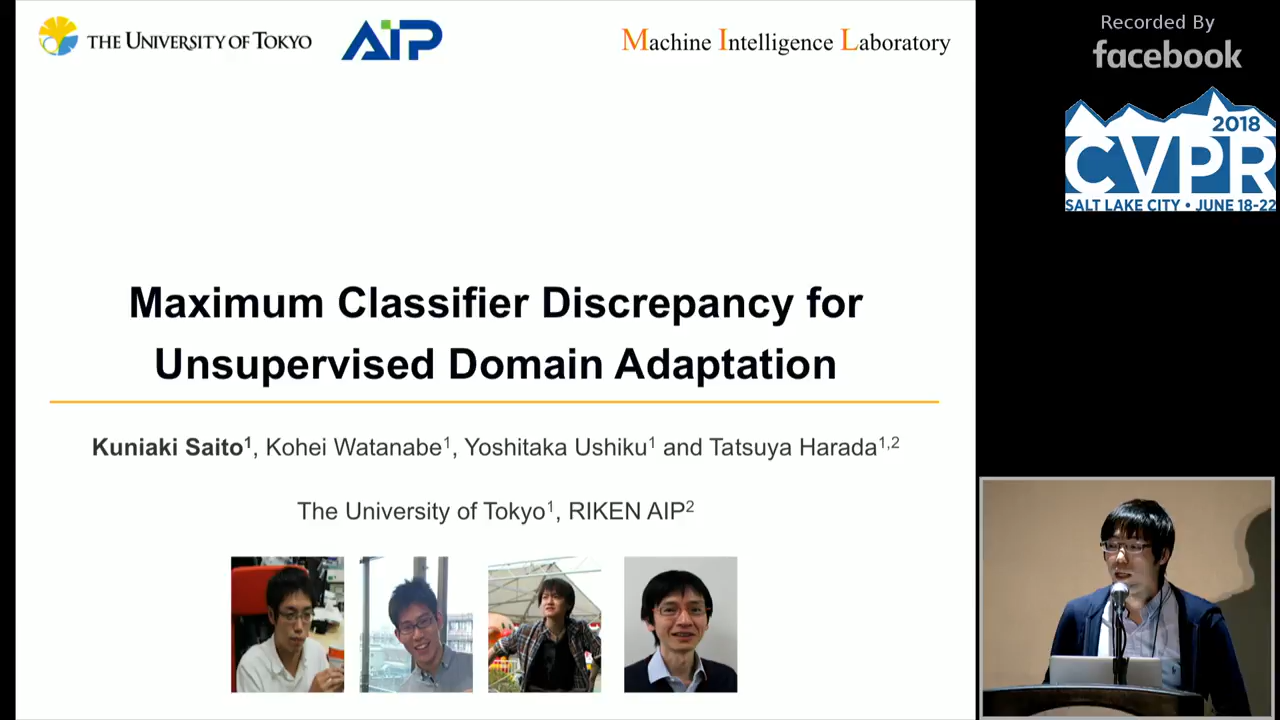 THE UNIVERSITY OF TOKYO
AIP
Machine Intelligence Laboratory
Recorded By
facebook
2018
CVPR
SALT LAKE CITY • JUNE 18-22
Maximum Classifier Discrepancy for
Unsupervised Domain Adaptation
Kuniaki Saito¹, Kohei Watanabe¹, Yoshitaka Ushiku¹ and Tatsuya Harada¹,²
The University of Tokyo¹, RIKEN AIP²